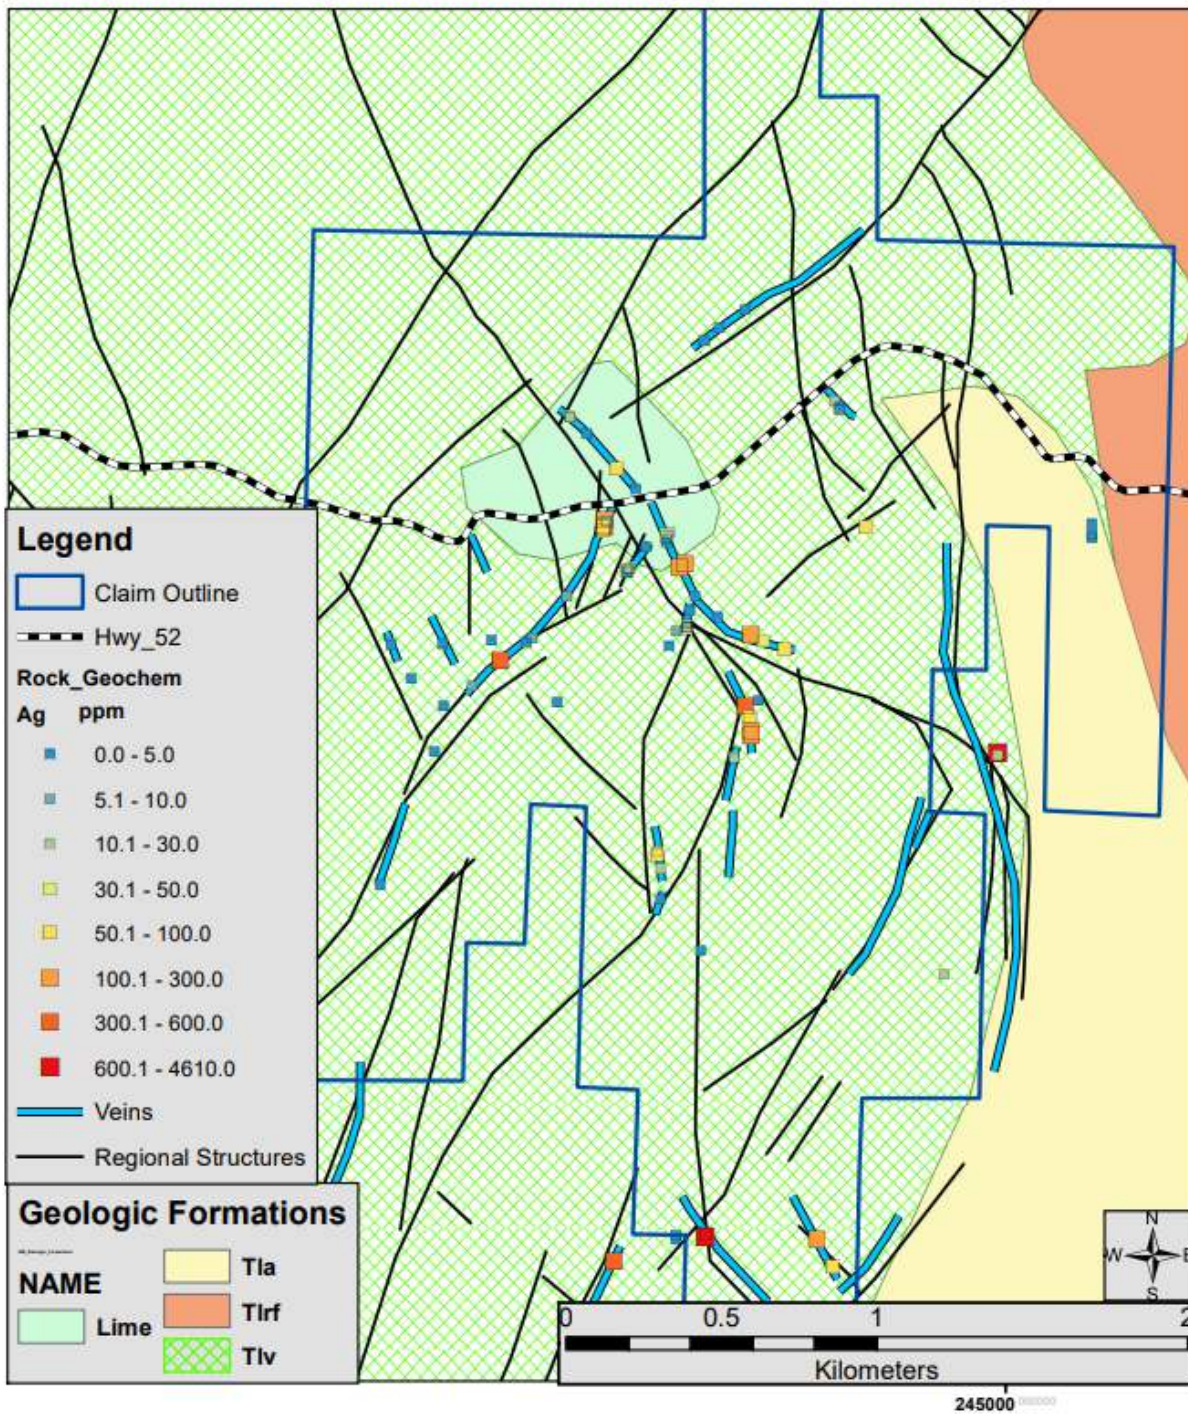 Legend
Claim Outline
Hwy_52
Rock_Geochem
Ag ppm
0.0 - 5.0
5.1 - 10.0
10.1 - 30.0
30.1 - 50.0
50.1 - 100.0
100.1 - 300.0
300.1 - 600.0
600.1 - 4610.0
Veins
Regional Structures
Geologic Formations
NAME
Lime
Tla
Tlrf
Tlv
N
W E
S
0 0.5 1 2
Kilometers
245000